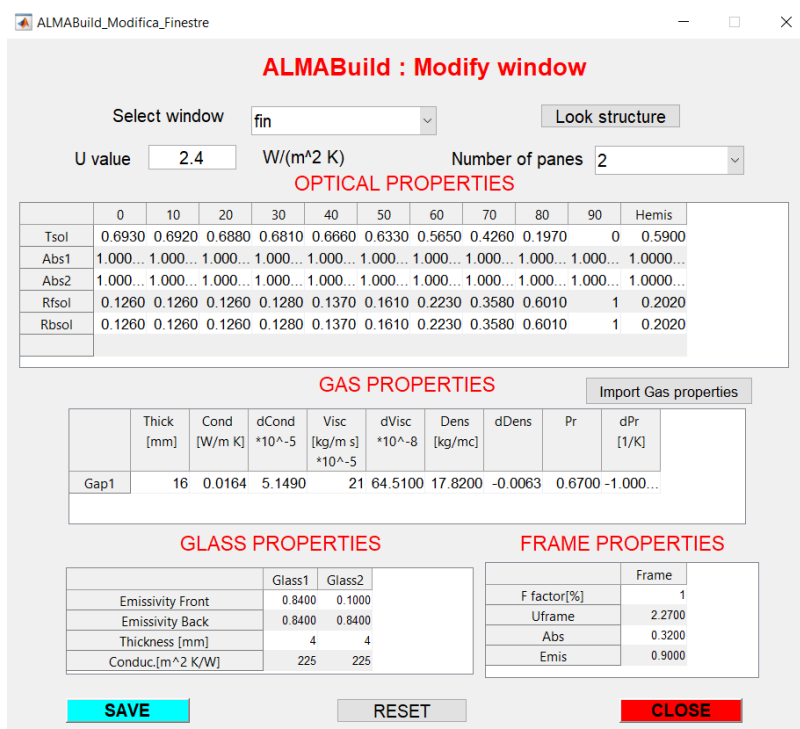 ALMABuild_Modifica_Finestre
ALMABuild : Modify window
Select window fin Look structure
U value 2.4 W/(m^2 K) Number of panes 2
OPTICAL PROPERTIES
0 10 20 30 40 50 60 70 80 90 Hemis
Tsol 0.6930 0.6920 0.6880 0.6810 0.6660 0.6330 0.5650 0.4260 0.1970 0 0.5900
Abs1 1.000... 1.000... 1.000... 1.000... 1.000... 1.000... 1.000... 1.000... 1.000... 1.000... 1.0000...
Abs2 1.000... 1.000... 1.000... 1.000... 1.000... 1.000... 1.000... 1.000... 1.000... 1.000... 1.0000...
Rfsol 0.1260 0.1260 0.1260 0.1280 0.1370 0.1610 0.2230 0.3580 0.6010 1 0.2020
Rbsol 0.1260 0.1260 0.1260 0.1280 0.1370 0.1610 0.2230 0.3580 0.6010 1 0.2020
GAS PROPERTIES Import Gas properties
Thick Cond dCond Visc dVisc Dens dDens Pr dPr
[mm] [W/m K] *10^-5 [kg/m s] *10^-8 [kg/mc] [1/K]
*10^-5
Gap1 16 0.0164 5.1490 21 64.5100 17.8200 -0.0063 0.6700 -1.000...
GLASS PROPERTIES
Glass1 Glass2
Emissivity Front 0.8400 0.1000
Emissivity Back 0.8400 0.8400
Thickness [mm] 4 4
Conduc.[m^2 K/W] 225 225
FRAME PROPERTIES
Frame
F factor[%] 1
Uframe 2.2700
Abs 0.3200
Emis 0.9000
SAVE RESET CLOSE